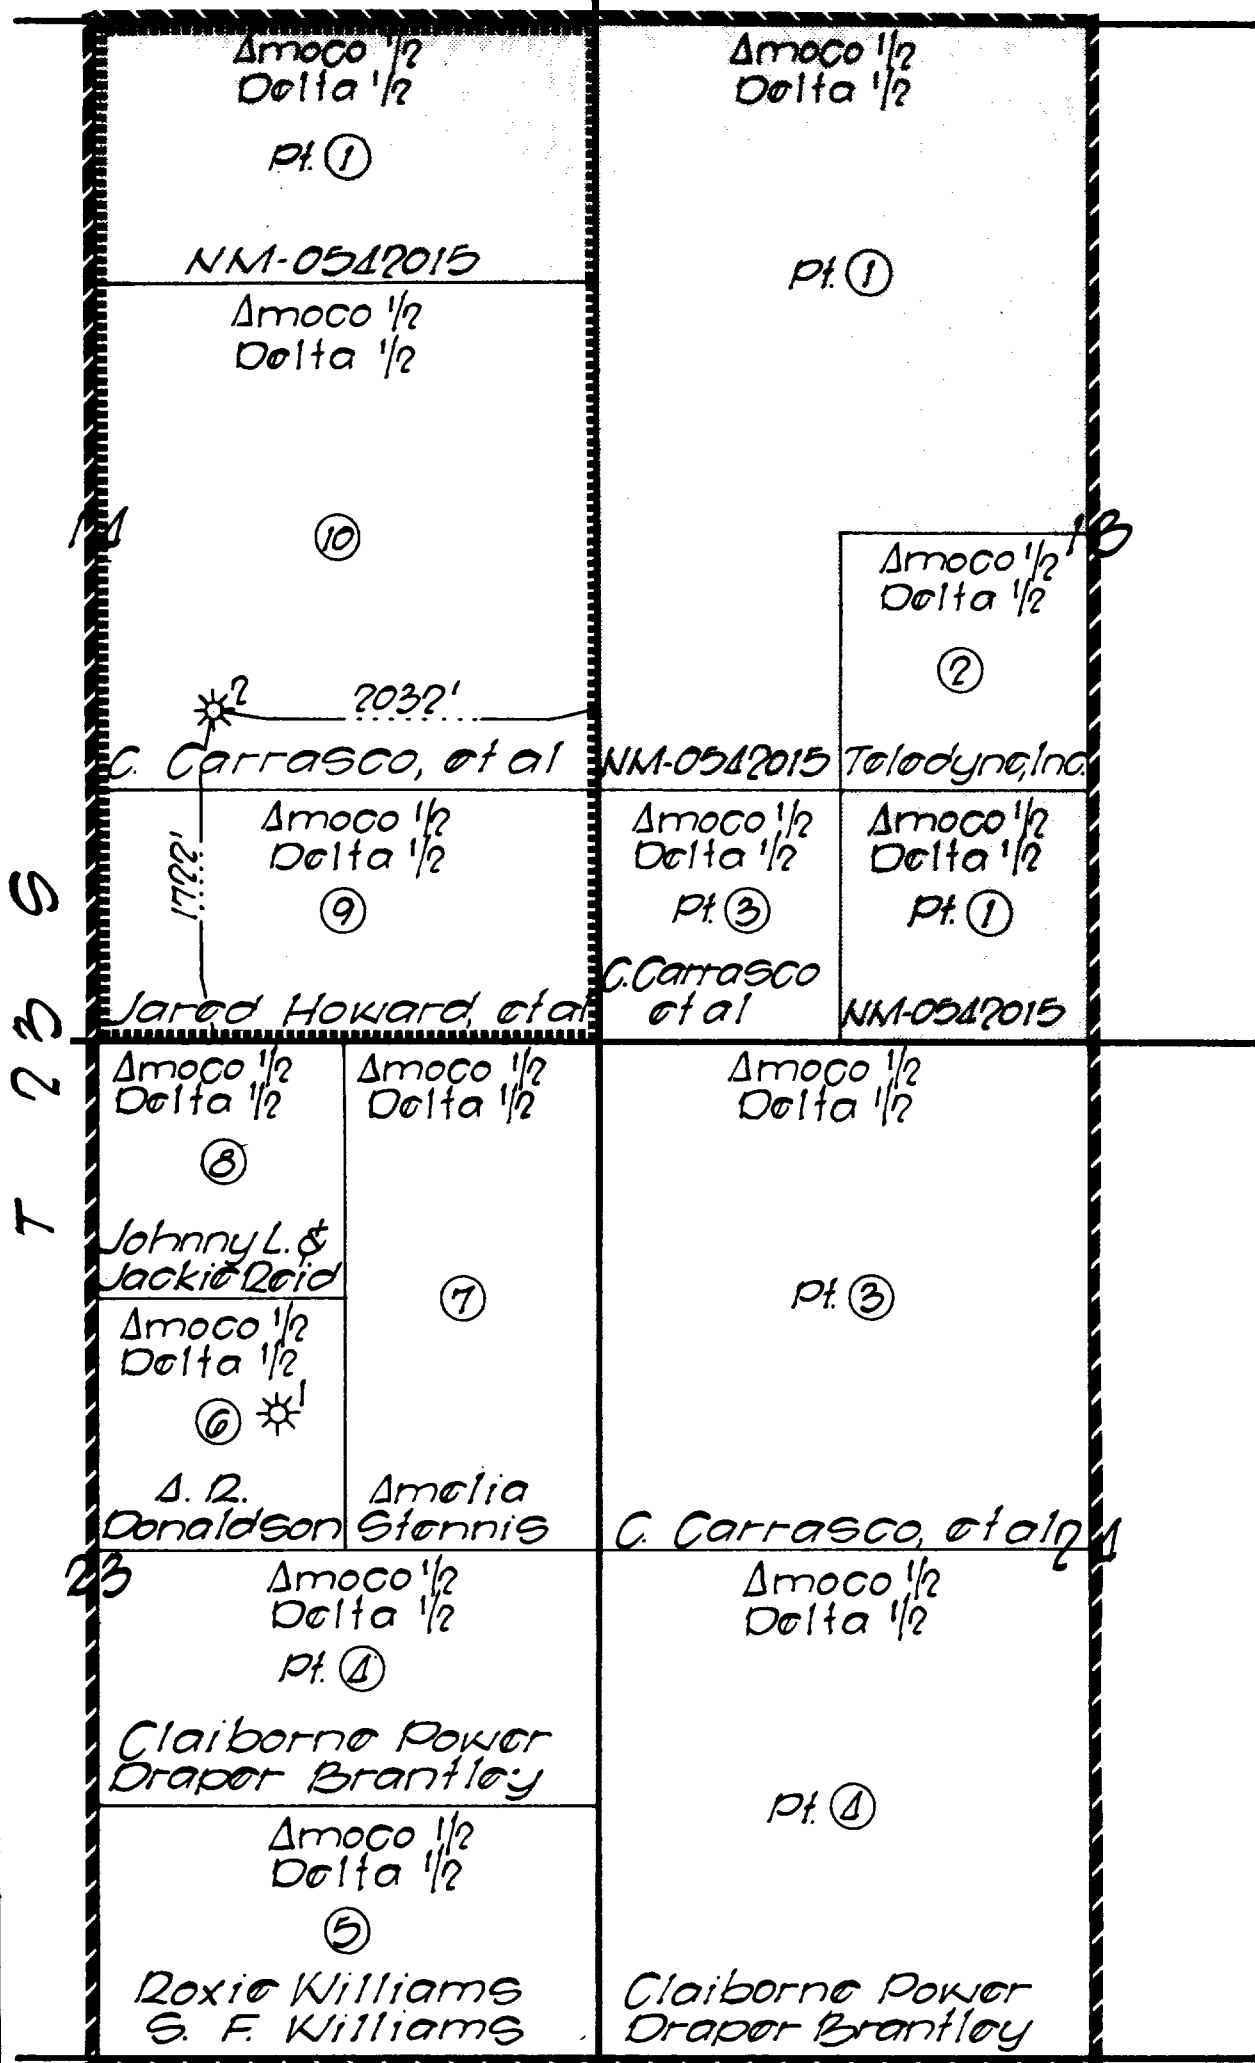 Amoco 1/2
Delta 1/2
Pt. 1
NM-0542015
Amoco 1/2
Delta 1/2
Pt. 1
Amoco 1/2
Delta 1/2
10
14
2
2032'
C. Carrasco, et al
1722'
NM-0542015
13
Amoco 1/2
Delta 1/2
2
Teledyne, Inc.
Amoco 1/2
Delta 1/2
9
Jared Howard, et al
Amoco 1/2
Delta 1/2
Pt. 3
C. Carrasco
et al
Amoco 1/2
Delta 1/2
Pt. 1
NM-0542015
T 23 S
Amoco 1/2
Delta 1/2
8
Johnny L. &
Jackie Reid
Amoco 1/2
Delta 1/2
7
Amelia
Stennis
Amoco 1/2
Delta 1/2
Pt. 3
C. Carrasco, et al
24
Amoco 1/2
Delta 1/2
6
1
A. R.
Donaldson
23
Amoco 1/2
Delta 1/2
Pt. 4
Claiborne Power
Draper Brantley
Amoco 1/2
Delta 1/2
Pt. 4
Claiborne Power
Draper Brantley
Amoco 1/2
Delta 1/2
5
Roxie Williams
S. F. Williams